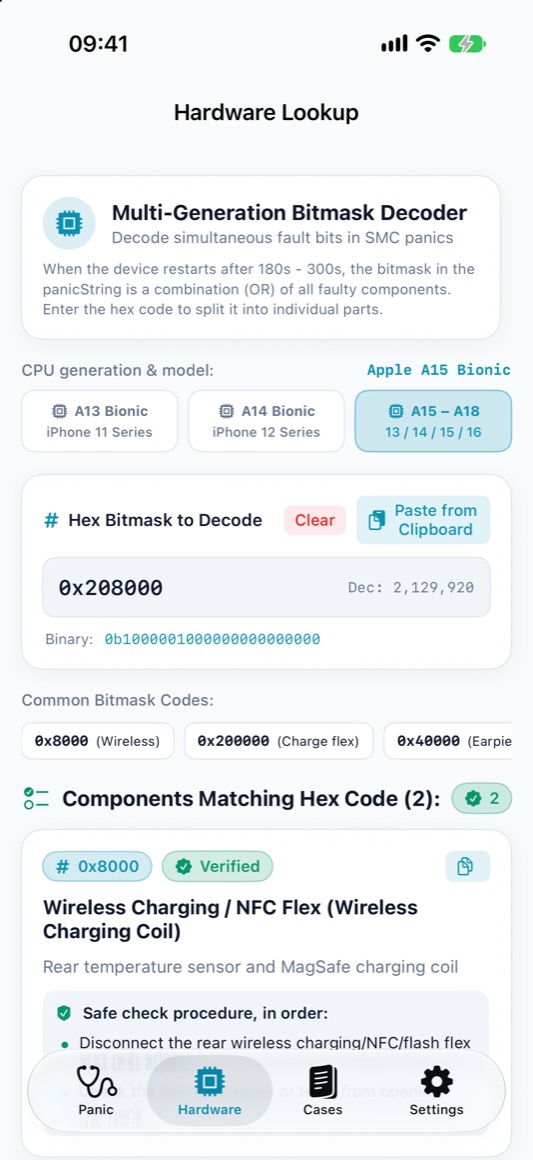 09:41
Hardware Lookup
Multi-Generation Bitmask Decoder
Decode simultaneous fault bits in SMC panics
When the device restarts after 180s - 300s, the bitmask in the
panicString is a combination (OR) of all faulty components.
Enter the hex code to split it into individual parts.
CPU generation & model:
Apple A15 Bionic
A13 Bionic
iPhone 11 Series
A14 Bionic
iPhone 12 Series
A15 – A18
13 / 14 / 15 / 16
# Hex Bitmask to Decode
Clear
Paste from
Clipboard
0x208000
Dec: 2,129,920
Binary: 0b1000001000000000000000
Common Bitmask Codes:
0x8000 (Wireless)
0x200000 (Charge flex)
0x40000 (Earpie
Components Matching Hex Code (2):
2
# 0x8000
Verified
Wireless Charging / NFC Flex (Wireless
Charging Coil)
Rear temperature sensor and MagSafe charging coil
Safe check procedure, in order:
• Disconnect the rear wireless charging/NFC/flash flex
Panic
Hardware
Cases
Settings